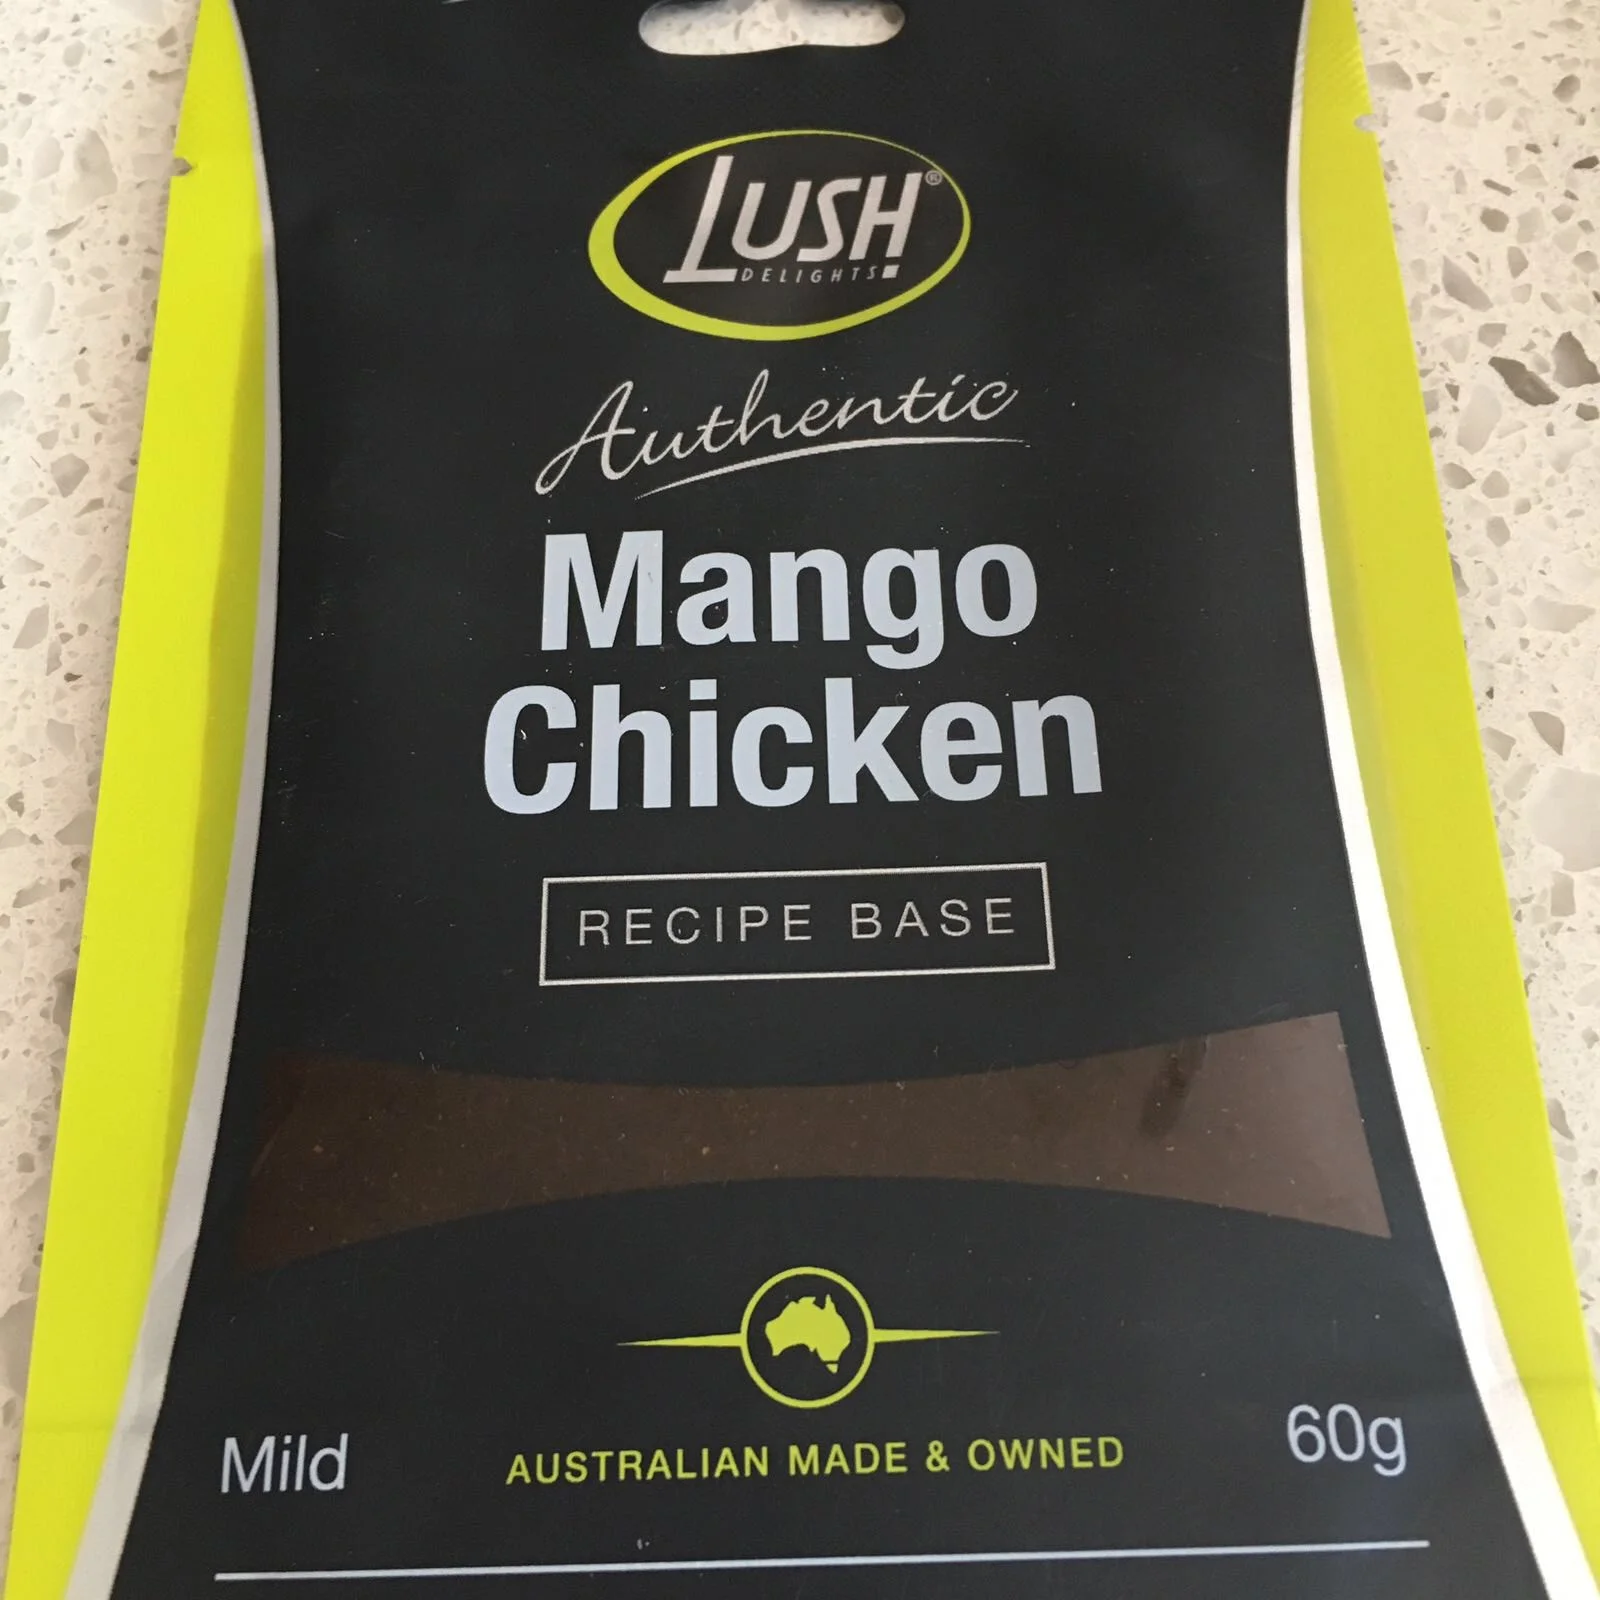 LUSH!®
DELIGHTS
Authentic
Mango
Chicken
RECIPE BASE
Mild
AUSTRALIAN MADE & OWNED
60g